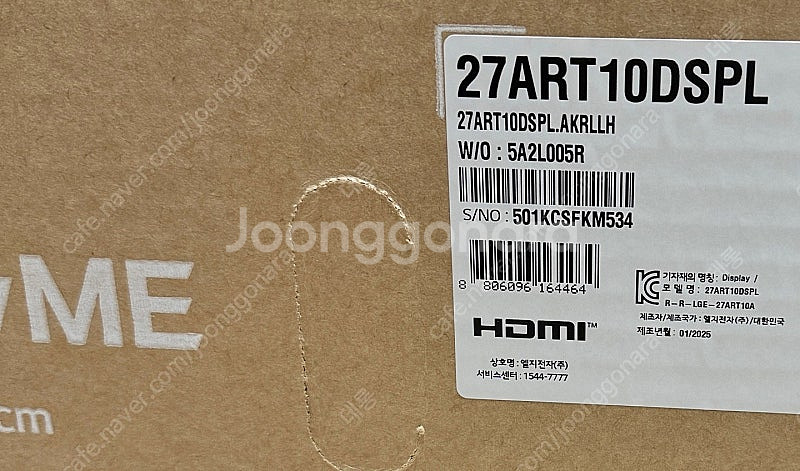 27ART10DSPL
27ART10DSPL.AKRLLH
W/O : 5A2L005R
S/NO : 501KCSFKM534
8 806096 164464
기자재의 명칭: Display /
모 델 명 : 27ART10DSPL
R-R-LGE-27ART10A
제조자/제조국가 : 엘지전자(주)/대한민국
제조년월 : 01/2025
HDMI™
상호명 : 엘지전자(주)
서비스센터 : 1544-7777
ME
cm
Joonggonara
cafe.naver.com/joonggonara
대롱